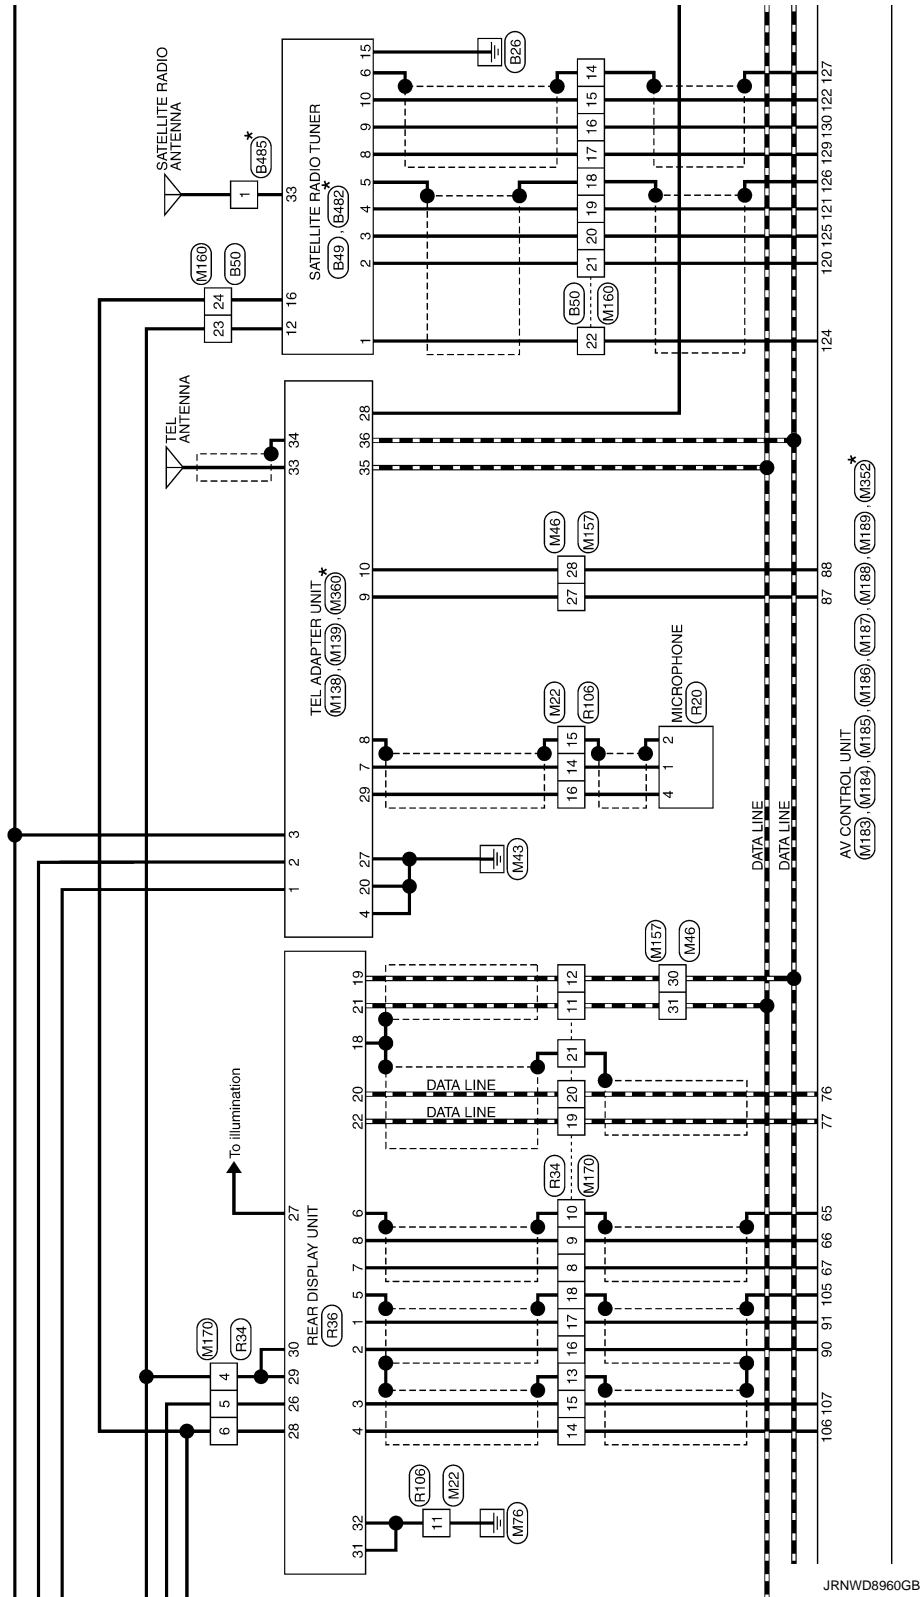 SATELLITE RADIO
ANTENNA
1
B485
*
33
M160
B50
24
23
16
12
SATELLITE RADIO TUNER
B49 , B482
*
15
6
10
9
8
5
4
3
2
1
B26
14
15
16
17
18
19
20
21
22
B50
M160
127
122
130
129
126
121
125
120
124
TEL
ANTENNA
34
33
TEL ADAPTER UNIT
M138 , M139 , M360
*
28
36
35
10
9
8
7
29
3
2
1
27
20
4
M46
M157
28
27
88
87
M22
R106
15
14
16
MICROPHONE
R20
2
1
4
M43
DATA LINE
DATA LINE
AV CONTROL UNIT
M183 , M184 , M185 , M186 , M187 , M188 , M189 , M352
*
To illumination
27
REAR DISPLAY UNIT
R36
19
21
18
20
22
DATA LINE
DATA LINE
12
11
21
20
19
M157
M46
30
31
76
77
R34
M170
6
8
7
5
1
2
3
4
10
9
8
18
17
16
13
15
14
65
66
67
105
91
90
107
106
M170
R34
4
5
6
30
29
26
28
32
31
R106
M22
11
M76
JRNWD8960GB